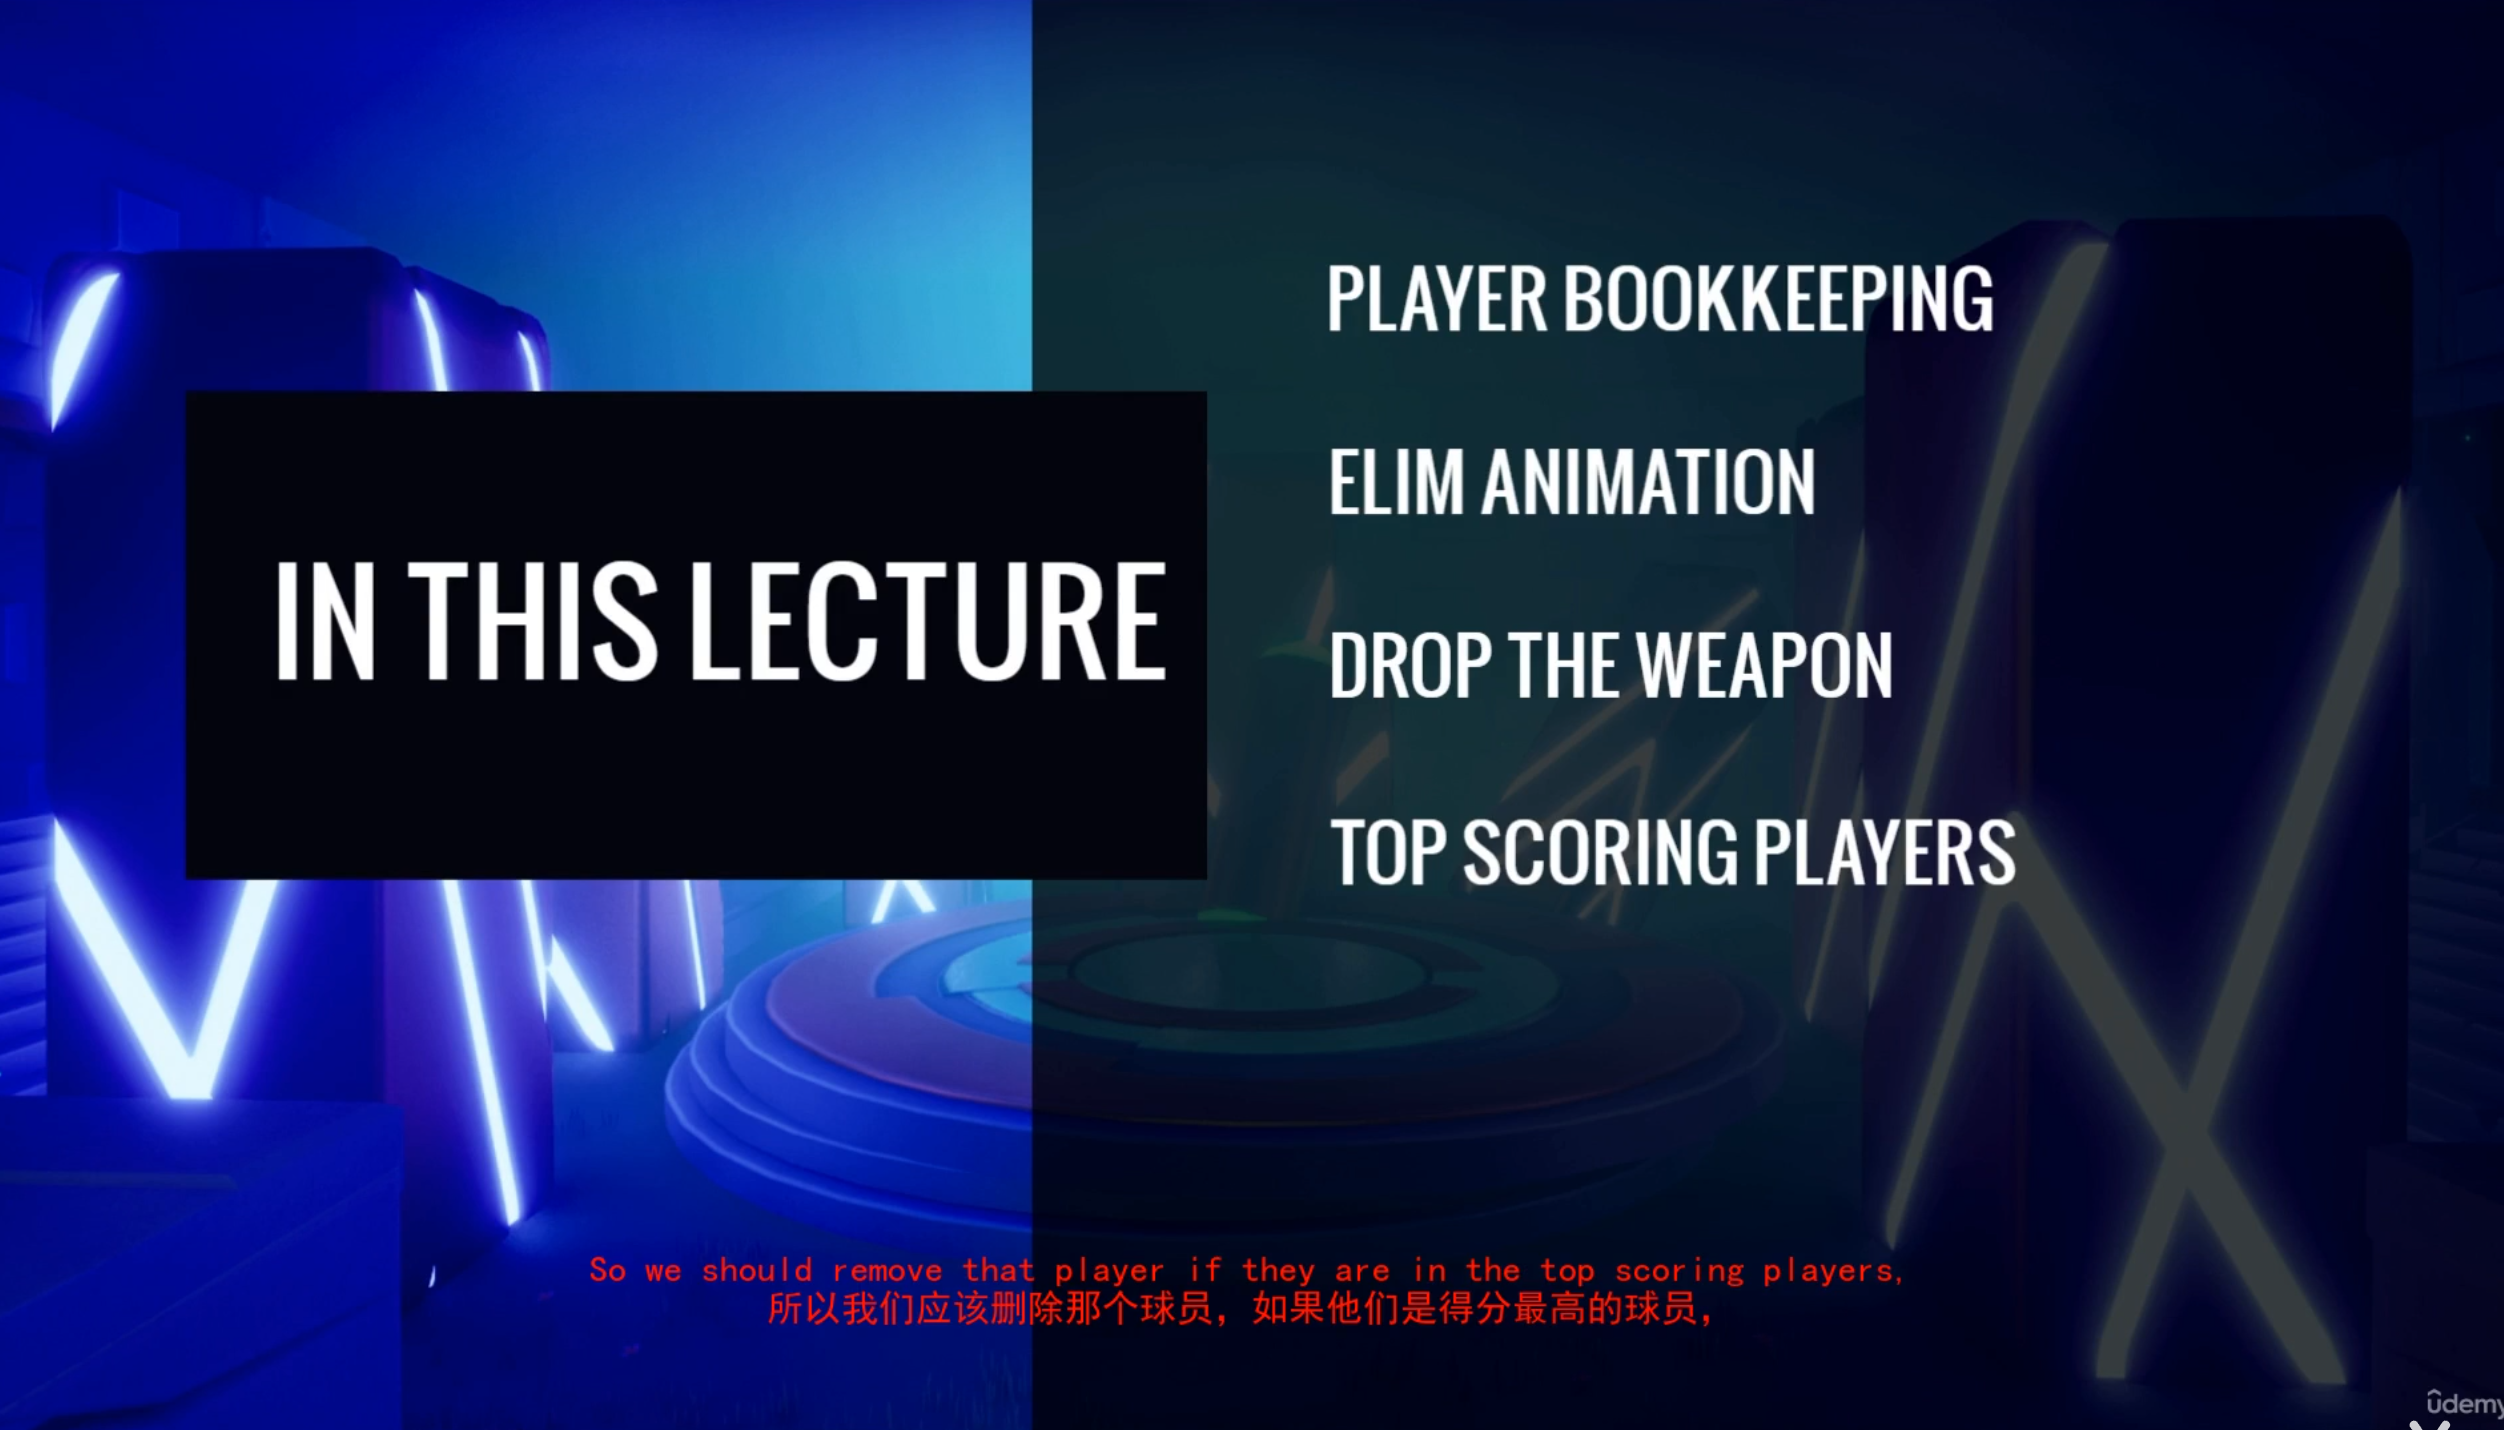 IN THIS LECTURE
PLAYER BOOKKEEPING
ELIM ANIMATION
DROP THE WEAPON
TOP SCORING PLAYERS
So we should remove that player if they are in the top scoring players,
所以我们应该删除那个球员，如果他们是得分最高的球员，
ûdemy